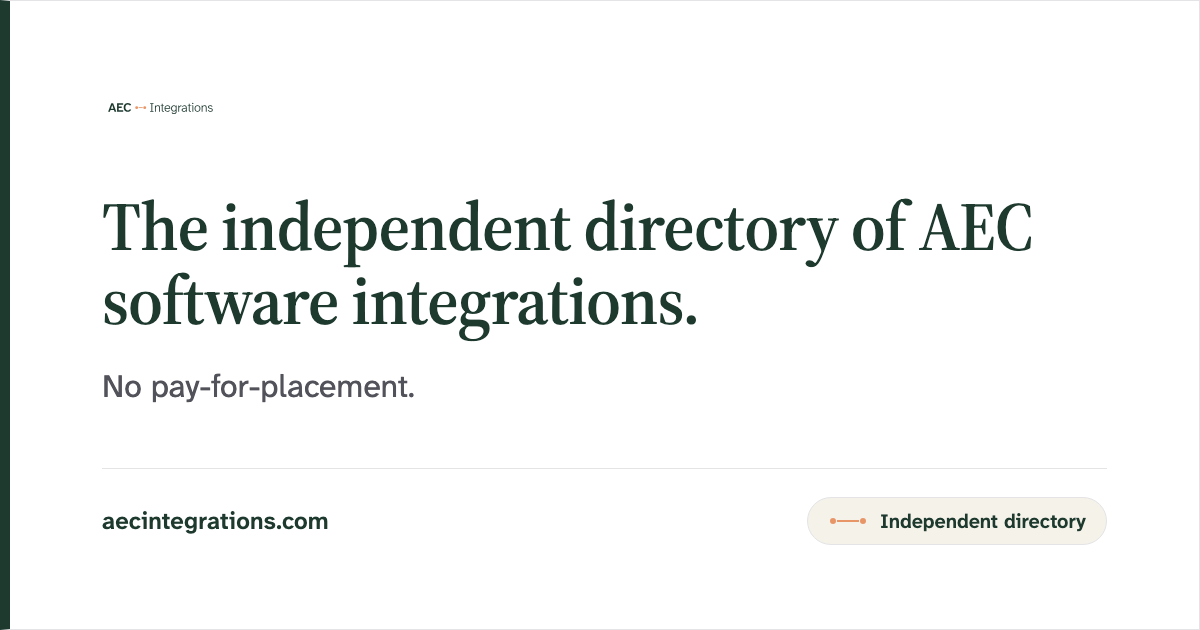 AEC Integrations
The independent directory of AEC
software integrations.
No pay-for-placement.
aecintegrations.com
Independent directory